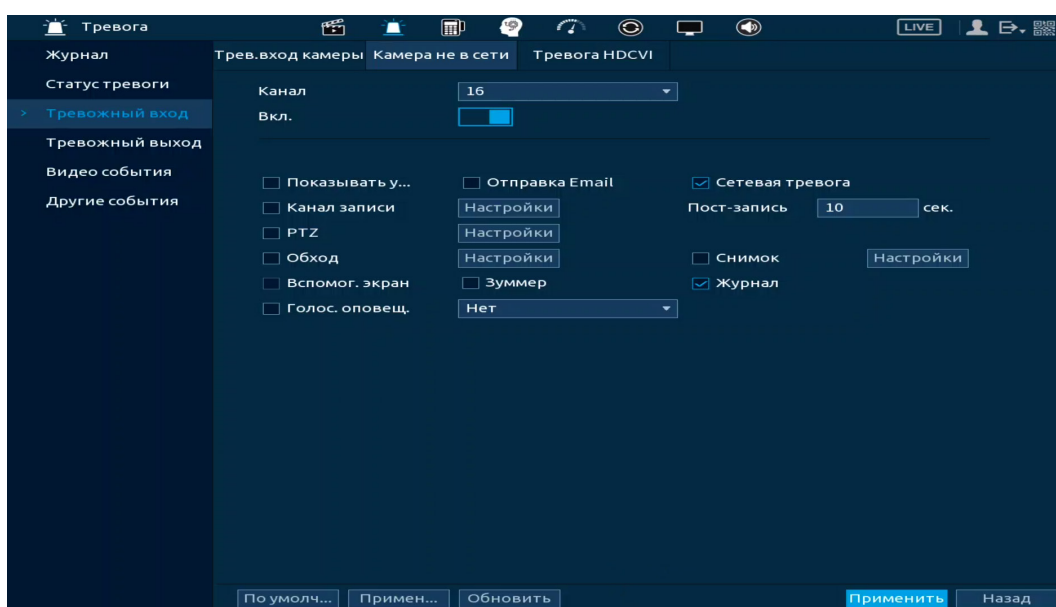 Тревога LIVE
Журнал
Статус тревоги
> Тревожный вход
Тревожный выход
Видео события
Другие события
Трев.вход камеры Камера не в сети Тревога HDCVI
Канал 16
Вкл.
Показывать у... Отправка Email Сетевая тревога
Канал записи Настройки Пост-запись 10 сек.
PTZ Настройки
Обход Настройки Снимок Настройки
Вспомог. экран Зуммер Журнал
Голос. оповещ. Нет
По умолч... Примен... Обновить Применить Назад